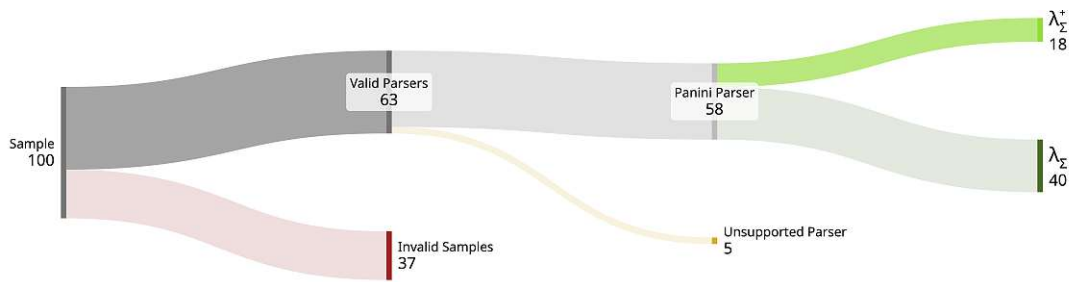 Sample
100
Valid Parsers
63
Invalid Samples
37
Panini Parser
58
Unsupported Parser
5
λ_Σ^+
18
λ_Σ
40